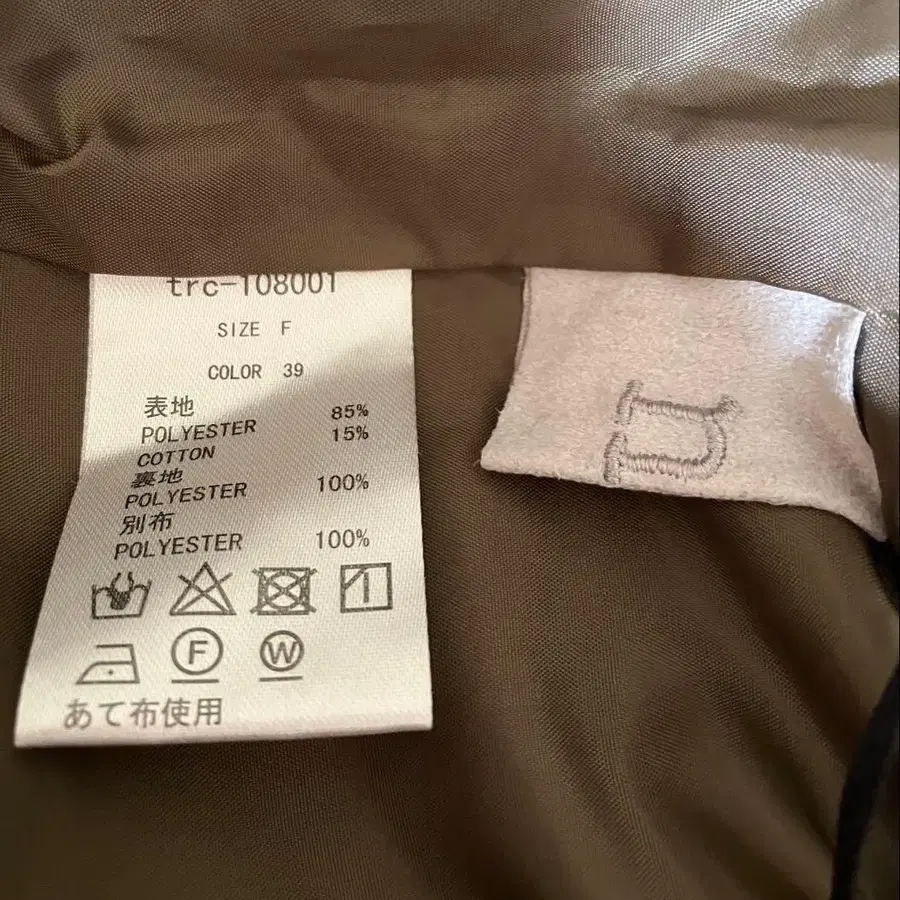 trc-108001
SIZE F
COLOR 39
表地
POLYESTER 85%
COTTON 15%
裏地
POLYESTER 100%
別布
POLYESTER 100%
F W
あて布使用